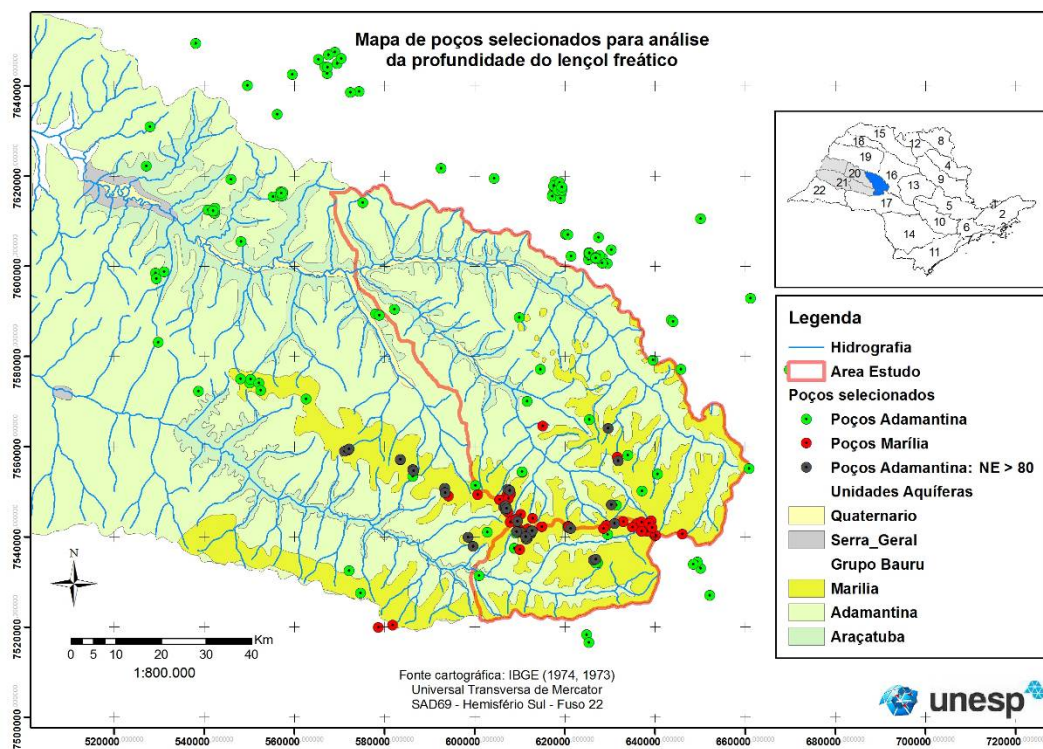 Mapa de poços selecionados para análise
da profundidade do lençol freático
7640000
7620000
7600000
7580000
7560000
7540000
7520000
7500000
15
18
12
8
19
4
20
16
9
22
21
13
17
5
1
2
10
6
3
14
11
Legenda
Hidrografia
Area Estudo
Poços selecionados
Poços Adamantina
Poços Marília
Poços Adamantina: NE > 80
Unidades Aquíferas
Quaternario
Serra_Geral
Grupo Bauru
Marilia
Adamantina
Araçatuba
N
Km
0 5 10 20 30 40
1:800.000
Fonte cartográfica: IBGE (1974, 1973)
Universal Transversa de Mercator
SAD69 - Hemisfério Sul - Fuso 22
unesp
520000 540000 560000 580000 600000 620000 640000 660000 680000 700000 720000